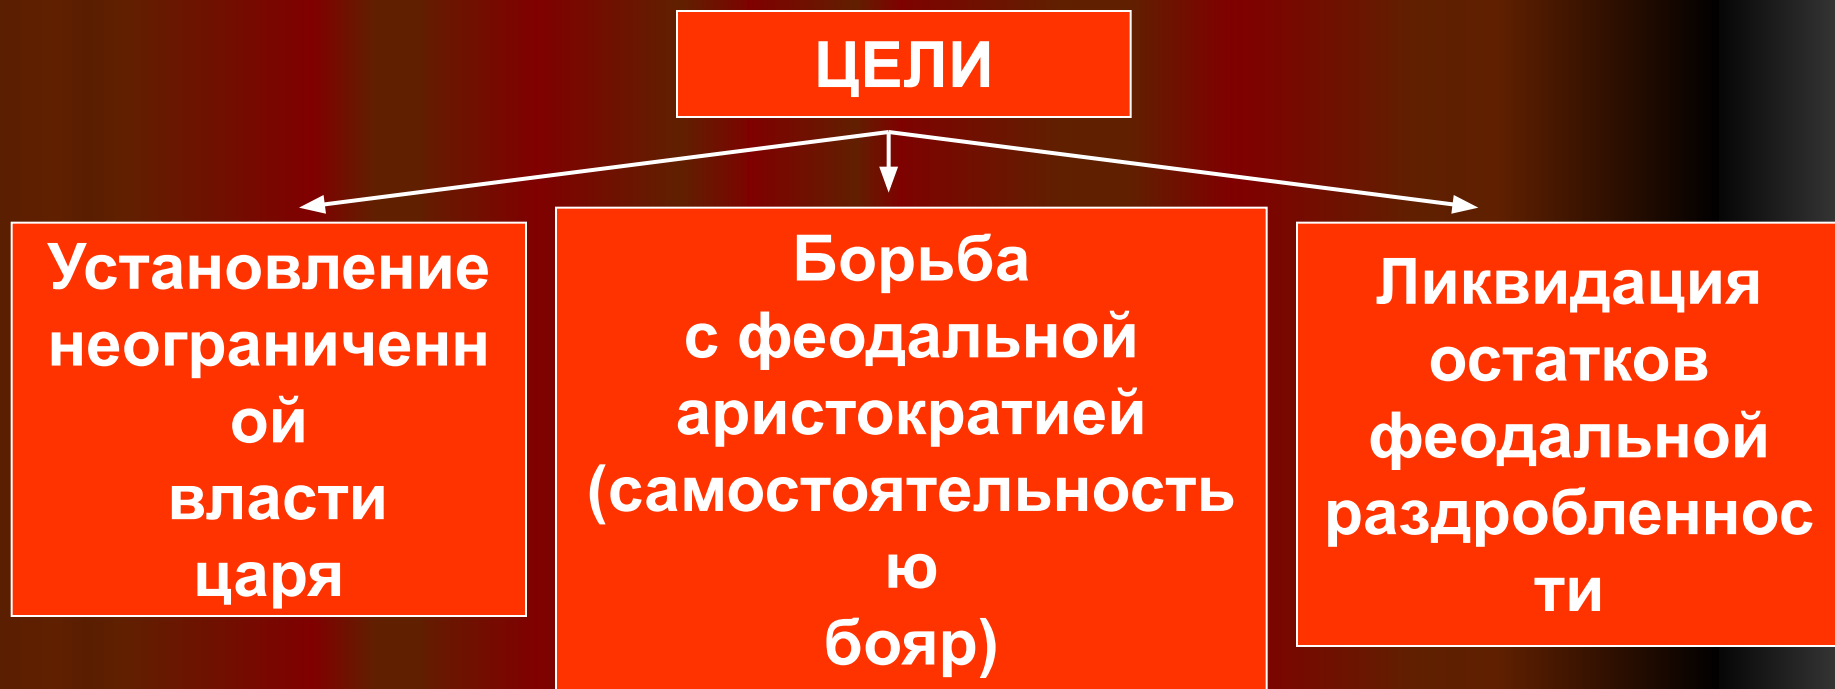 ЦЕЛИ
Установление
неограниченн
ой
власти
царя
Борьба
с феодальной
аристократией
(самостоятельность
ю
бояр)
Ликвидация
остатков
феодальной
раздробленнос
ти